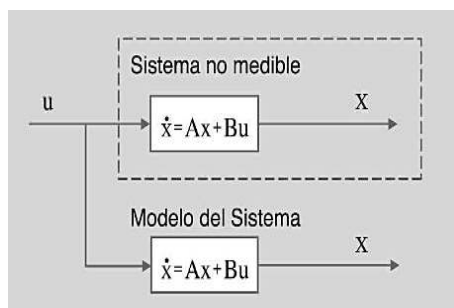 Sistema no medible
u
X
ẋ=Ax+Bu
Modelo del Sistema
X
ẋ=Ax+Bu